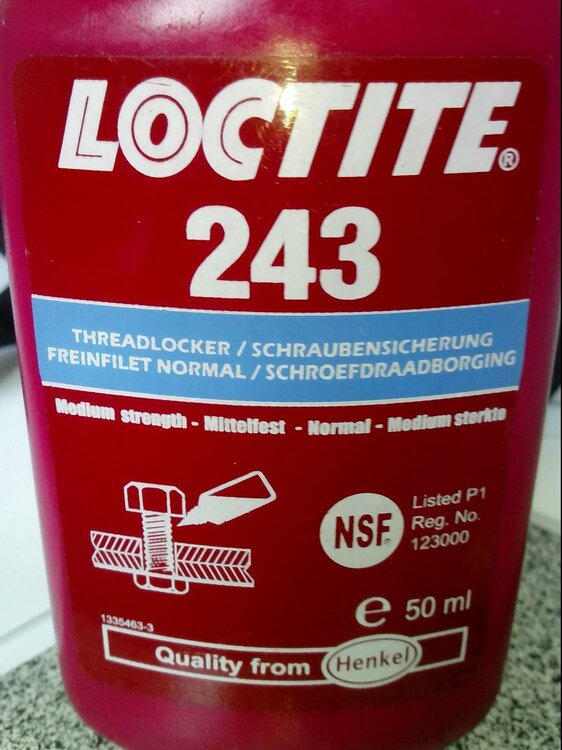 LOCTITE®
243
THREADLOCKER / SCHRAUBENSICHERUNG
FREINFILET NORMAL / SCHROEFDRAADBORGING
Medium strength - Mittelfest - Normal - Medium sterkte
NSF®
Listed P1
Reg. No.
123000
e 50 ml
1335463-3
Quality from Henkel